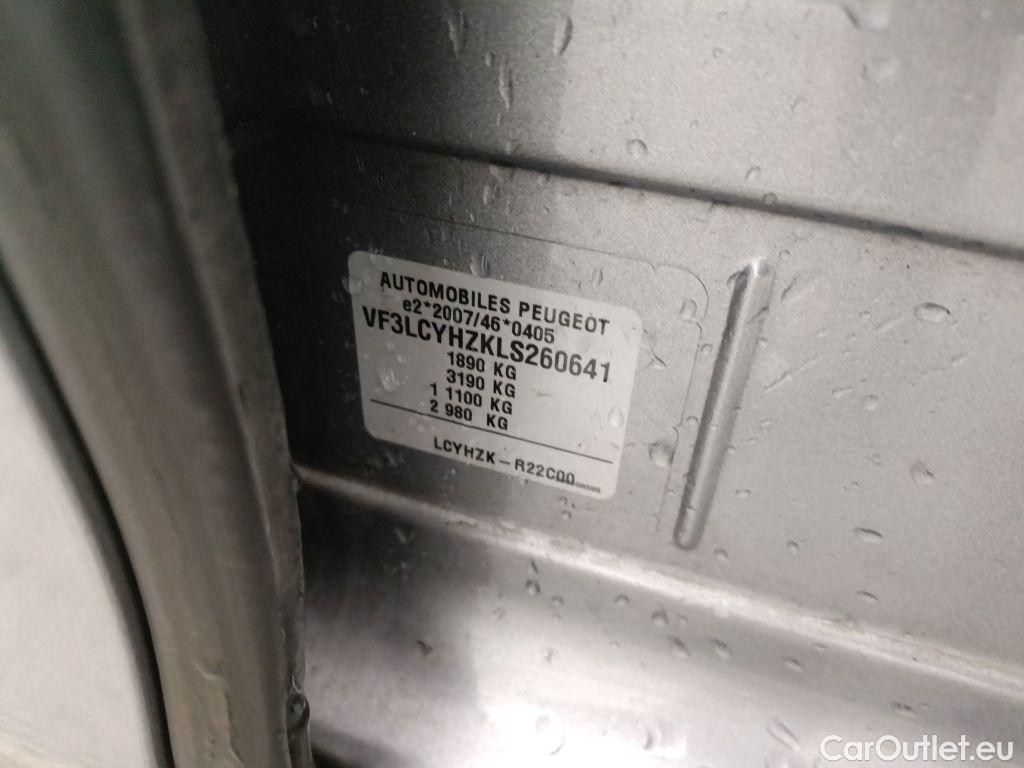 AUTOMOBILES PEUGEOT
e2*2007/46*0405
VF3LCYHZKLS260641
1890 KG
3190 KG
1 1100 KG
2 980 KG
LCYHZK - R22C00
CarOutlet.eu